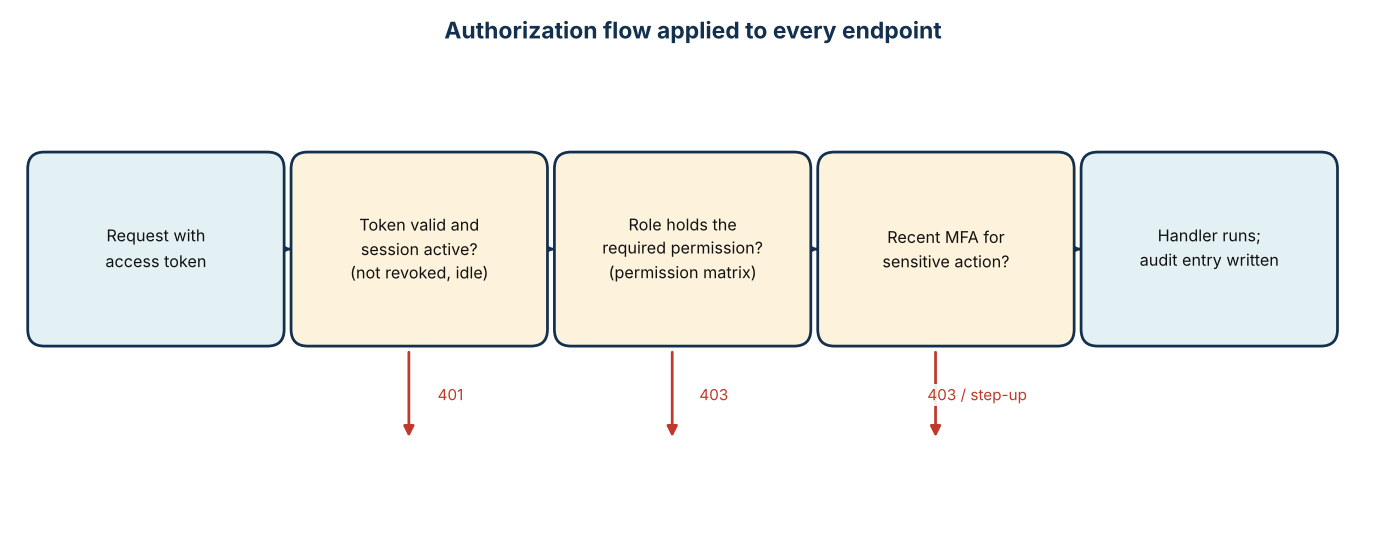 Authorization flow applied to every endpoint
Request with
access token
Token valid and
session active?
(not revoked, idle)
Role holds the
required permission?
(permission matrix)
Recent MFA for
sensitive action?
Handler runs;
audit entry written
401
403
403 / step-up